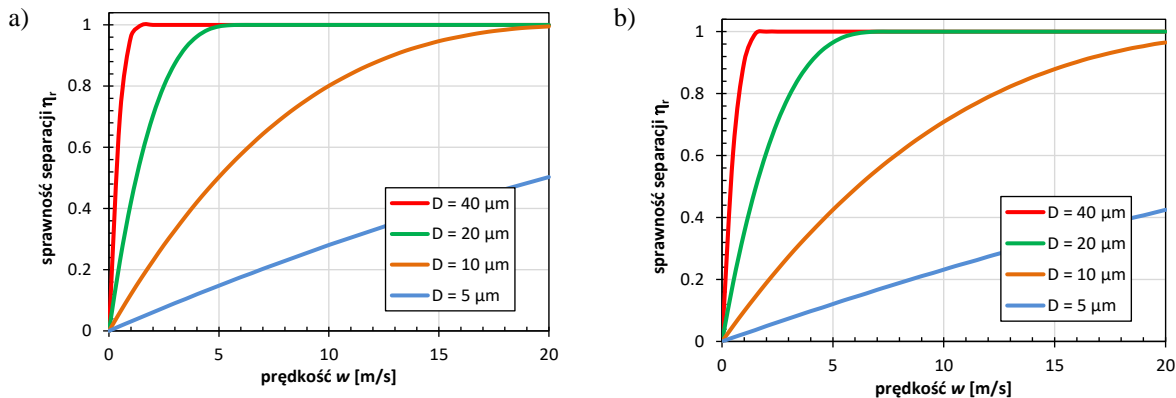 a)
sprawność separacji ηr
1
0.8
0.6
0.4
0.2
0
0 5 10 15 20
prędkość w [m/s]
D = 40 µm
D = 20 µm
D = 10 µm
D = 5 µm
b)
sprawność separacji ηr
1
0.8
0.6
0.4
0.2
0
0 5 10 15 20
prędkość w [m/s]
D = 40 µm
D = 20 µm
D = 10 µm
D = 5 µm